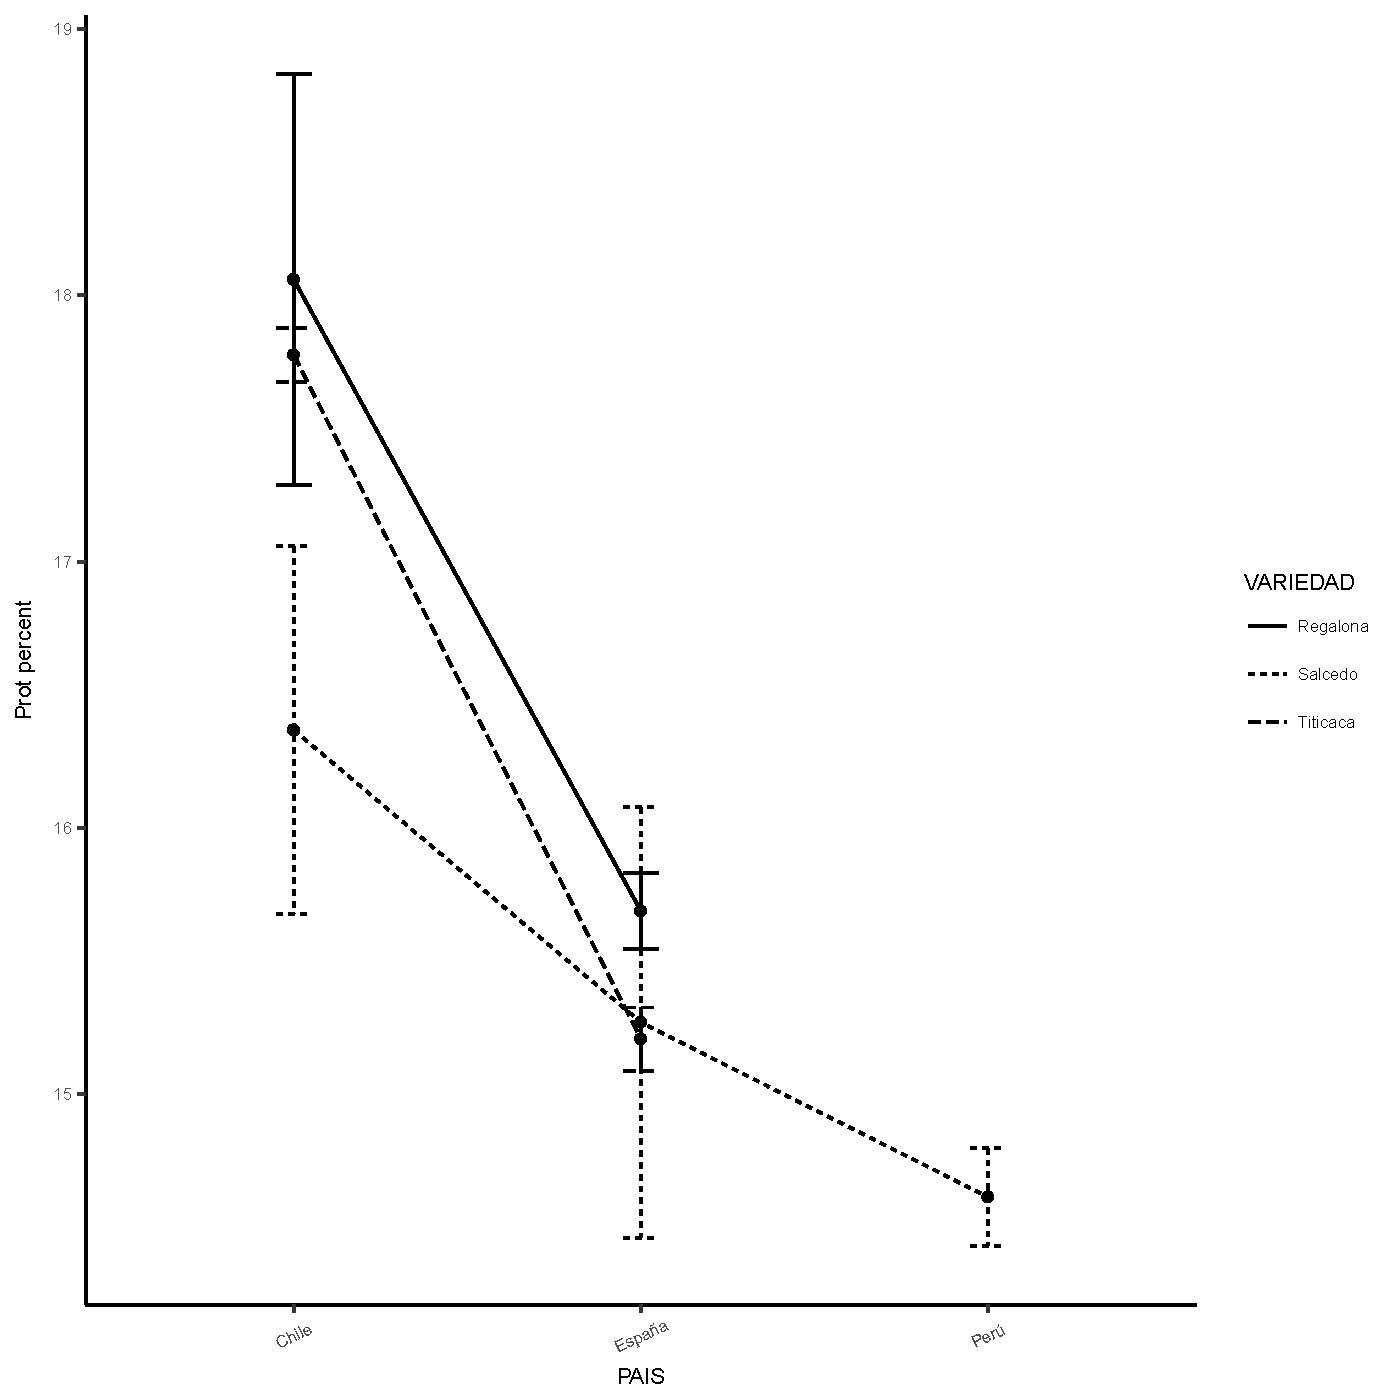 19
18
17
16
15
Prot percent
Chile
España
Perú
PAIS
VARIEDAD
Regalona
Salcedo
Titicaca